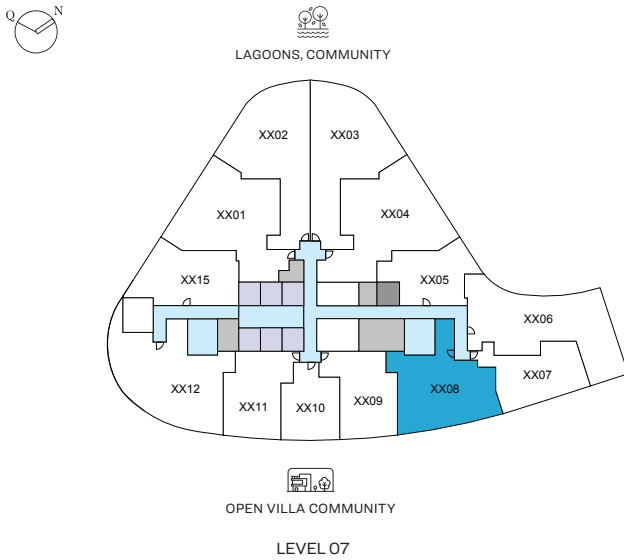 Q N
LAGOONS, COMMUNITY
XX02 XX03
XX01 XX04
XX15 XX05
XX06
XX07
XX12 XX08
XX11 XX10 XX09
OPEN VILLA COMMUNITY
LEVEL 07